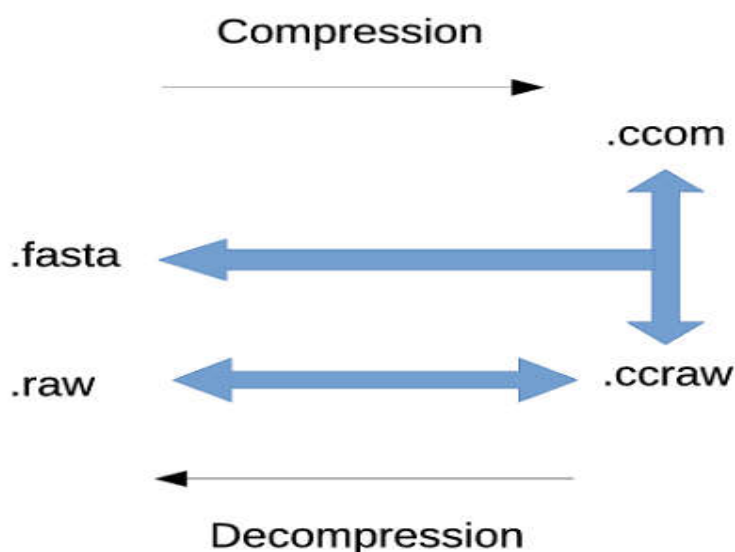 Compression
.ccom
.fasta
.raw
.ccraw
Decompression